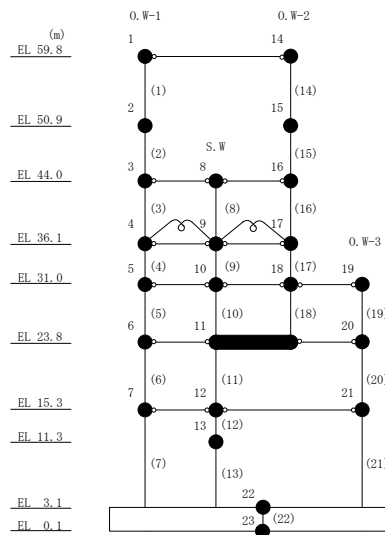 O.W-1 O.W-2
(m)
EL 59.8 1 14
(1) (14)
EL 50.9 2 15
S.W
(2) (15)
EL 44.0 3 8 16
(3) (8) (16)
EL 36.1 4 9 17
O.W-3
(4) (9) (17)
EL 31.0 5 10 18 19
(5) (10) (18) (19)
EL 23.8 6 11 20
(6) (11) (20)
EL 15.3 7 12 21
13 (12)
EL 11.3
(7) (13) (21)
22
EL 3.1
23 (22)
EL 0.1